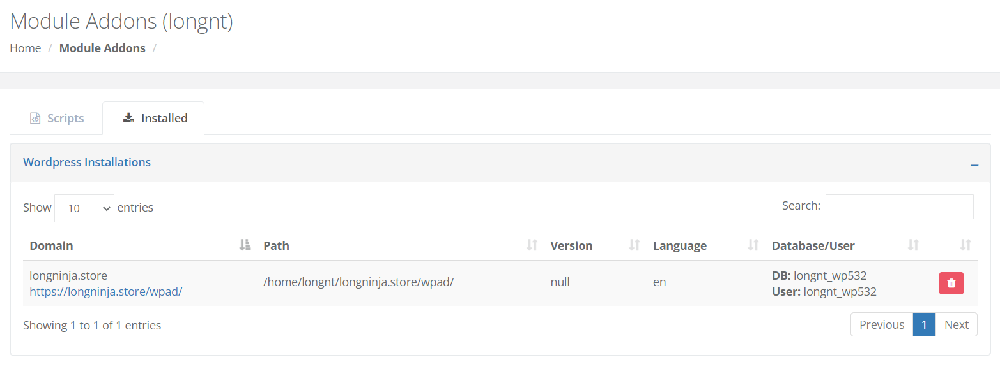 Module Addons (longnt)
Home / Module Addons /
Scripts Installed
Wordpress Installations
Show 10 entries Search:
Domain Path Version Language Database/User
longninja.store
https://longninja.store/wpad/
/home/longnt/longninja.store/wpad/ null en
DB: longnt_wp532
User: longnt_wp532
Showing 1 to 1 of 1 entries Previous 1 Next